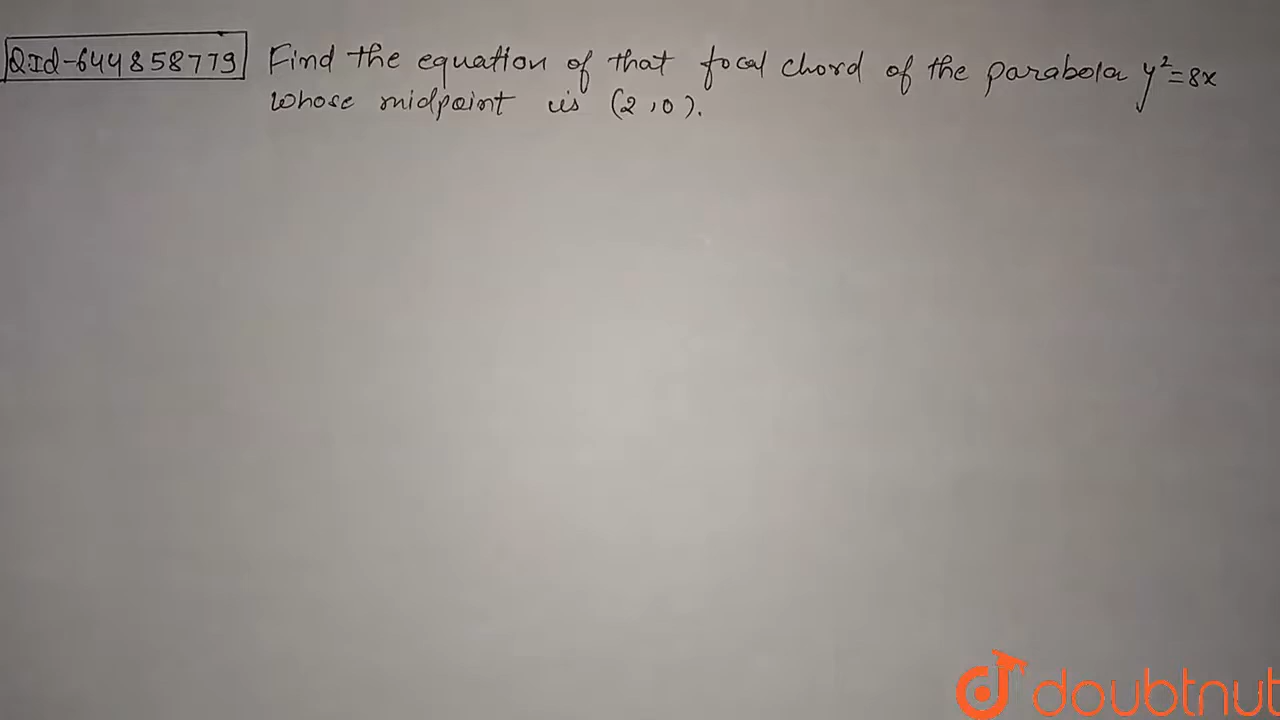 Q.Id-644858779 Find the equation of that focal chord of the parabola y²=8x
whose midpoint is (2,0).
doubtnut